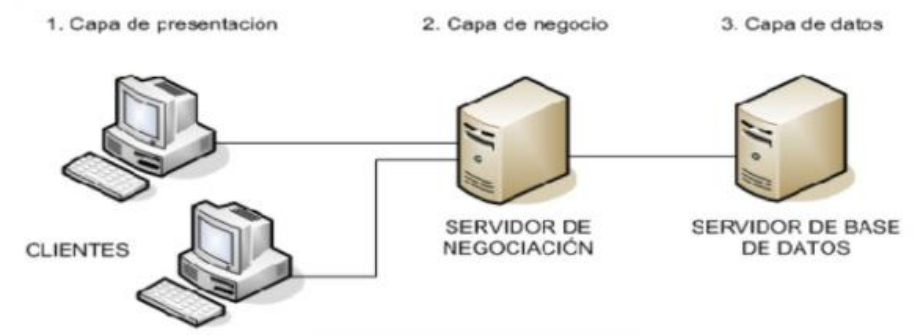 1. Capa de presentación
2. Capa de negocio
3. Capa de datos
CLIENTES
SERVIDOR DE
NEGOCIACIÓN
SERVIDOR DE BASE
DE DATOS